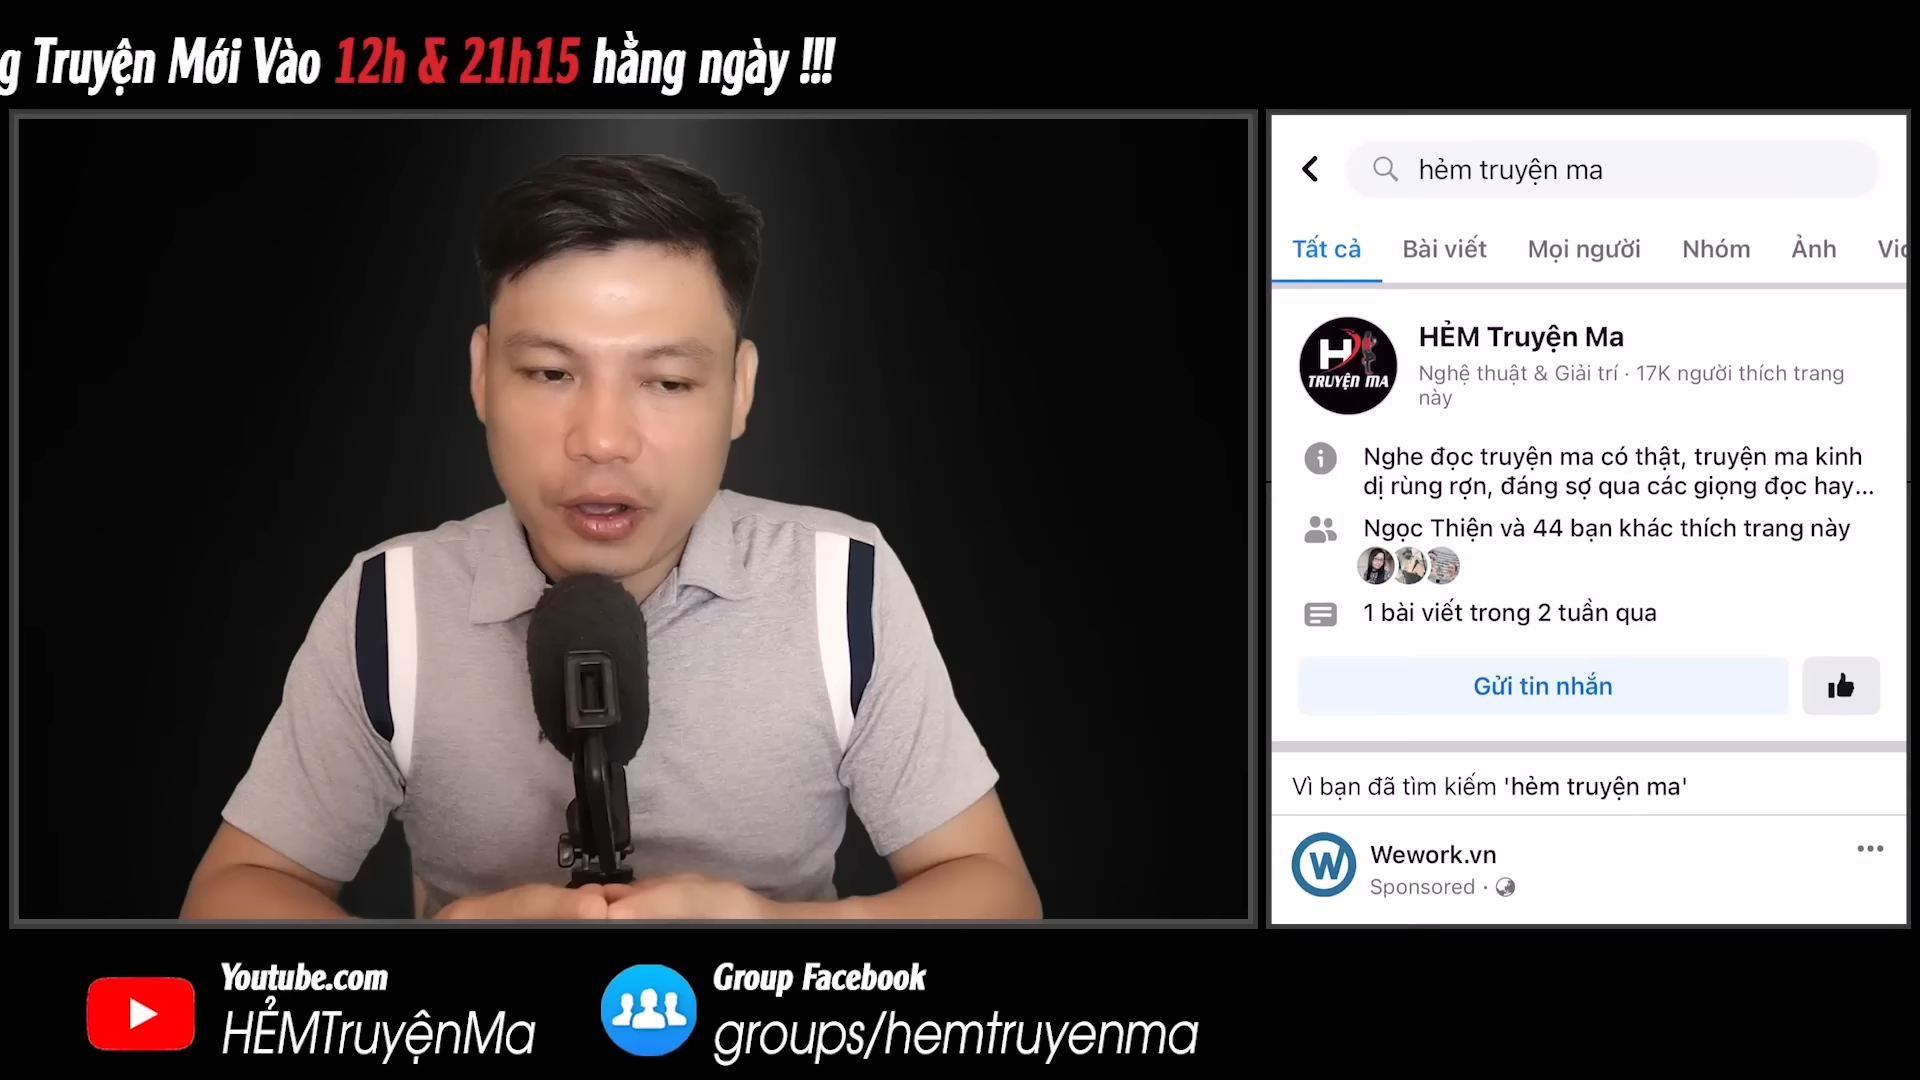 g Truyện Mới Vào 12h & 21h15 hằng ngày !!!
hẻm truyện ma
Tất cả Bài viết Mọi người Nhóm Ảnh Vid
H
TRUYỆN MA
HẺM Truyện Ma
Nghệ thuật & Giải trí · 17K người thích trang
này
Nghe đọc truyện ma có thật, truyện ma kinh
dị rùng rợn, đáng sợ qua các giọng đọc hay...
Ngọc Thiện và 44 bạn khác thích trang này
1 bài viết trong 2 tuần qua
Gửi tin nhắn
Vì bạn đã tìm kiếm 'hẻm truyện ma'
W
Wework.vn
Sponsored ·
Youtube.com
HẺMTruyệnMa
Group Facebook
groups/hemtruyenma